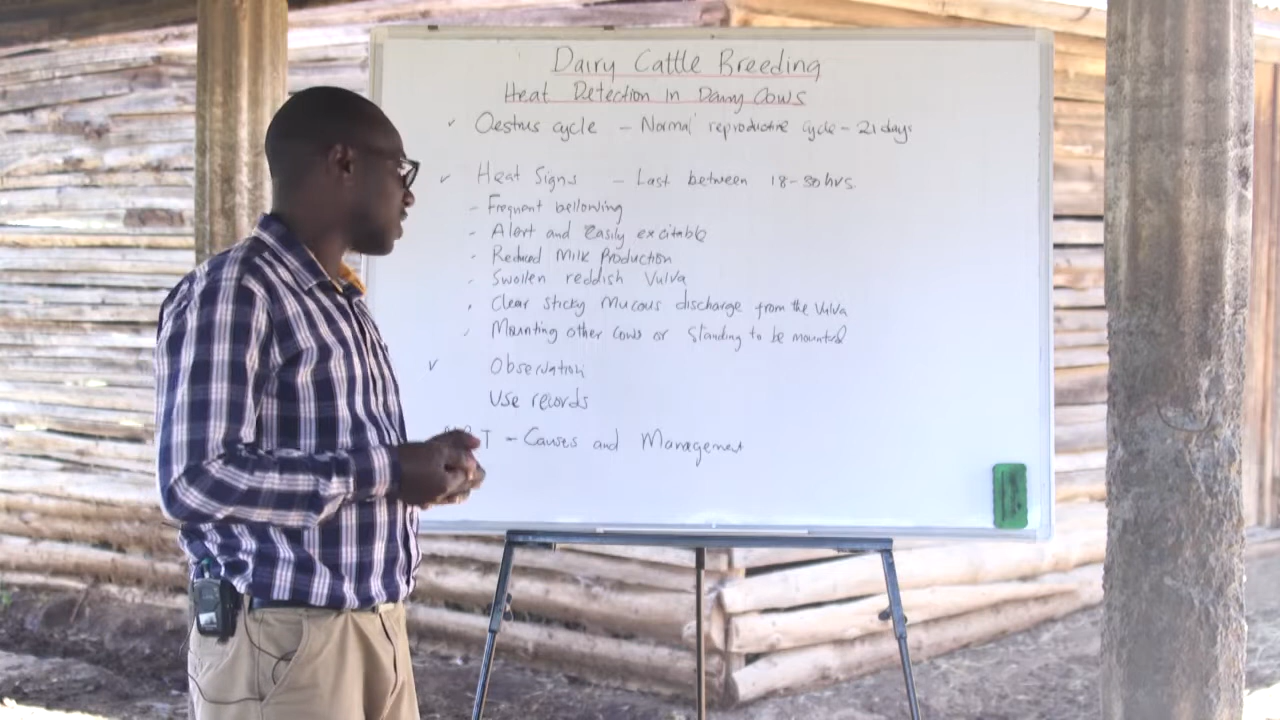 Dairy Cattle Breeding
Heat Detection in Dairy Cows
✓ Oestrus cycle – Normal reproductive cycle – 21 days
✓ Heat Signs – Last between 18-30 hrs.
- Frequent bellowing
- Alert and easily excitable
- Reduced Milk Production
- Swollen reddish Vulva
- Clear sticky Mucous discharge from the Vulva
- Mounting other cows or Standing to be mounted
✓ Observation
Use records
– Causes and Management